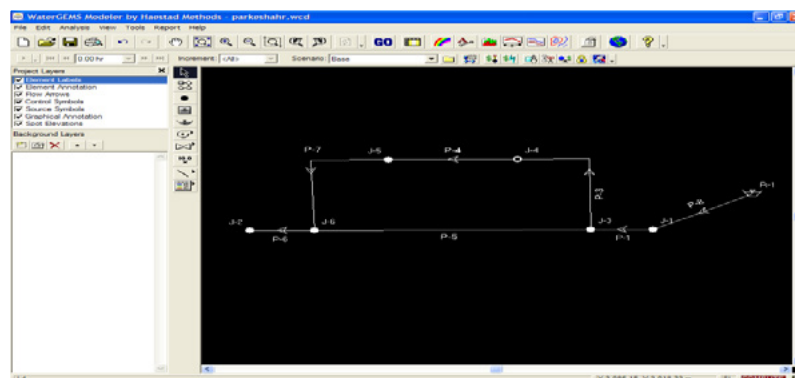 WaterGEMS Modeler by Haestad Methods - parkeshahr.wcd
File Edit Analysis View Tools Report Help
GO
0.00 hr Increment: <All> Scenario: Base
Project Layers
Element Labels
Element Annotation
Flow Arrows
Control Symbols
Source Symbols
Graphical Annotation
Spot Elevations
Background Layers
P-7 J-5 P-4 J-4
P-3 P-8 R-1
J-2 J-6 J-3 J-1
P-6 P-5 P-1